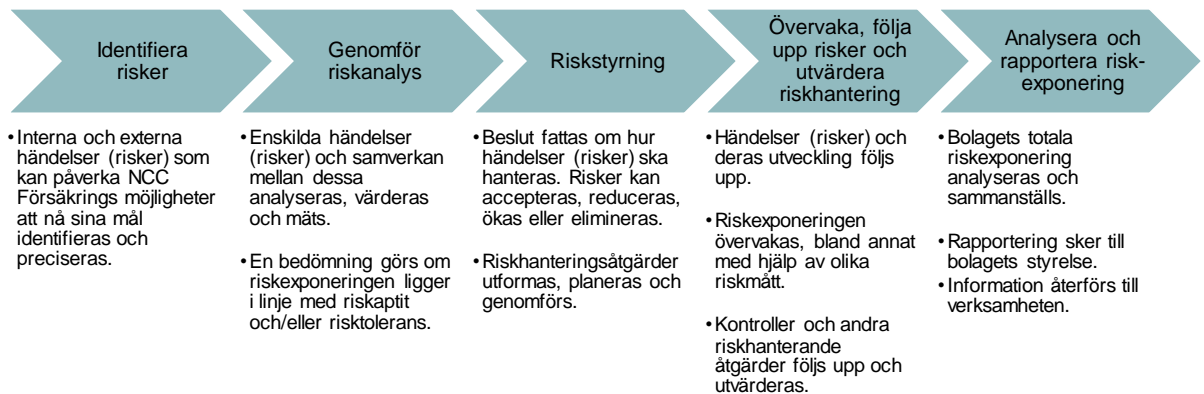 Identifiera
risker
Genomför
riskanalys
Riskstyrning
Övervaka, följa
upp risker och
utvärdera
riskhantering
Analysera och
rapportera risk-
exponering
•Interna och externa
händelser (risker) som
kan påverka NCC
Försäkrings möjligheter
att nå sina mål
identifieras och
preciseras.
•Enskilda händelser
(risker) och samverkan
mellan dessa
analyseras, värderas
och mäts.
•En bedömning görs om
riskexponeringen ligger
i linje med riskaptit
och/eller risktolerans.
•Beslut fattas om hur
händelser (risker) ska
hanteras. Risker kan
accepteras, reduceras,
ökas eller elimineras.
•Riskhanteringsåtgärder
utformas, planeras och
genomförs.
•Händelser (risker) och
deras utveckling följs
upp.
•Riskexponeringen
övervakas, bland annat
med hjälp av olika
riskmått.
•Kontroller och andra
riskhanterande
åtgärder följs upp och
utvärderas.
•Bolagets totala
riskexponering
analyseras och
sammanställs.
•Rapportering sker till
bolagets styrelse.
•Information återförs till
verksamheten.